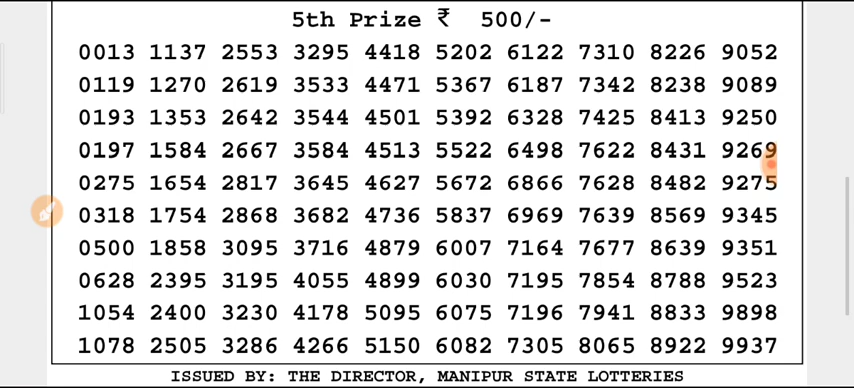 5th Prize ₹ 500/-
0013 1137 2553 3295 4418 5202 6122 7310 8226 9052
0119 1270 2619 3533 4471 5367 6187 7342 8238 9089
0193 1353 2642 3544 4501 5392 6328 7425 8413 9250
0197 1584 2667 3584 4513 5522 6498 7622 8431 9269
0275 1654 2817 3645 4627 5672 6866 7628 8482 9275
0318 1754 2868 3682 4736 5837 6969 7639 8569 9345
0500 1858 3095 3716 4879 6007 7164 7677 8639 9351
0628 2395 3195 4055 4899 6030 7195 7854 8788 9523
1054 2400 3230 4178 5095 6075 7196 7941 8833 9898
1078 2505 3286 4266 5150 6082 7305 8065 8922 9937
ISSUED BY: THE DIRECTOR, MANIPUR STATE LOTTERIES